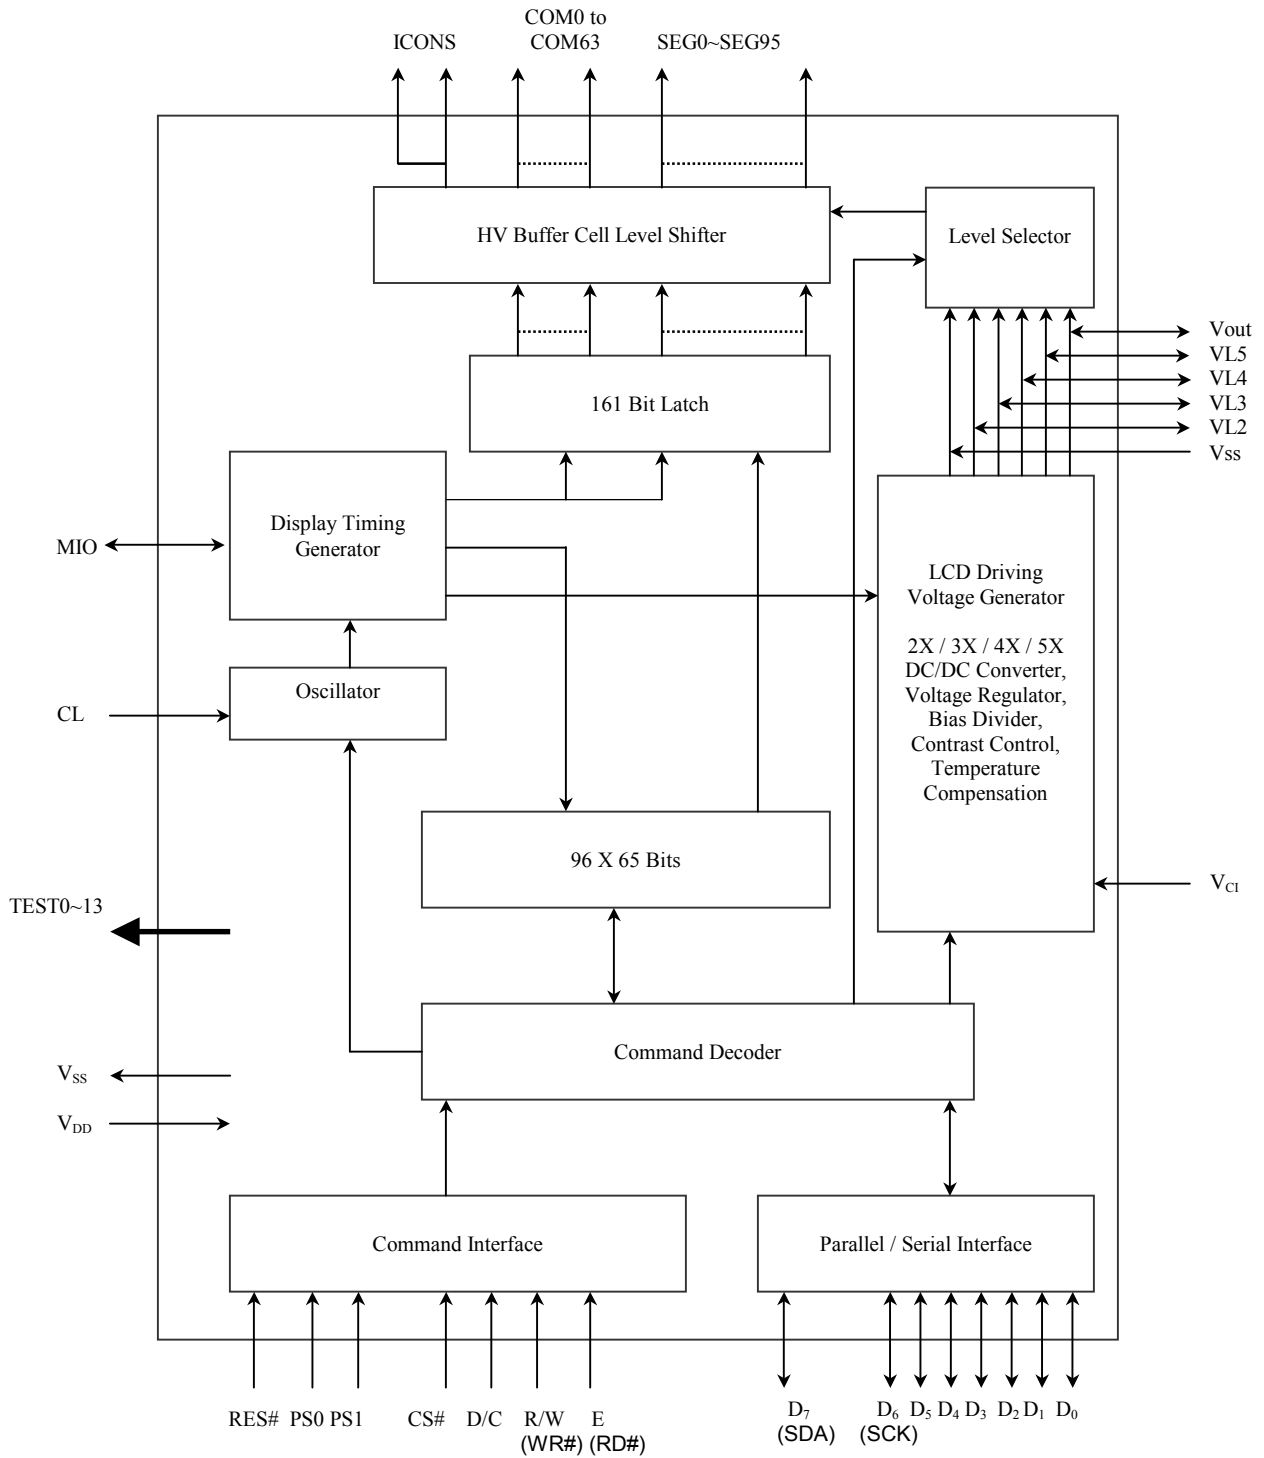 COM0 to
ICONS
COM63
SEG0~SEG95
HV Buffer Cell Level Shifter
Level Selector
Vout
VL5
VL4
VL3
VL2
Vss
161 Bit Latch
Display Timing
Generator
MIO
LCD Driving
Voltage Generator
2X / 3X / 4X / 5X
DC/DC Converter,
Voltage Regulator,
Bias Divider,
Contrast Control,
Temperature
Compensation
Oscillator
CL
96 X 65 Bits
VCI
TEST0~13
Command Decoder
VSS
VDD
Command Interface
Parallel / Serial Interface
RES# PS0 PS1 CS# D/C R/W E
(WR#) (RD#)
D7 D6 D5 D4 D3 D2 D1 D0
(SDA) (SCK)